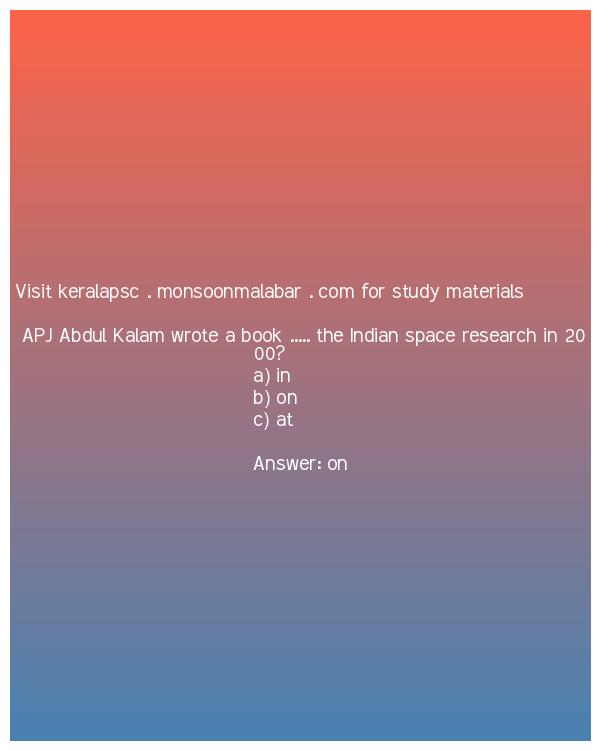 Visit keralapsc . monsoonmalabar . com for study materials
APJ Abdul Kalam wrote a book ..... the Indian space research in 20
00?
a) in
b) on
c) at
Answer: on